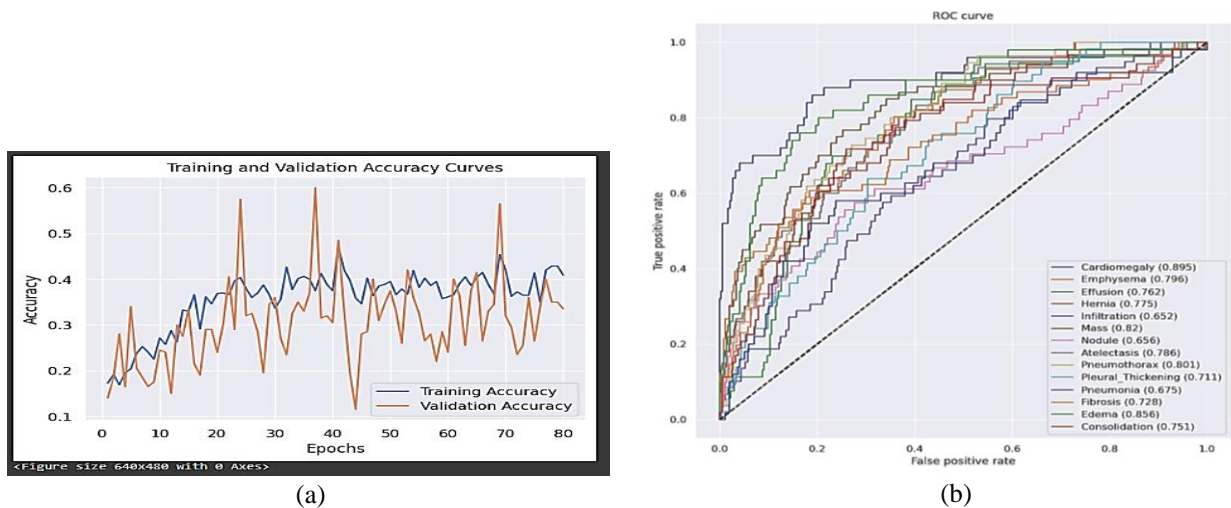 Training and Validation Accuracy Curves
0.6
0.5
0.4
0.3
0.2
0.1
Accuracy
Training Accuracy
Validation Accuracy
0 10 20 30 40 50 60 70 80
Epochs
<Figure size 640x480 with 0 Axes>
(a)
ROC curve
1.0
0.8
0.6
0.4
0.2
0.0
True positive rate
Cardiomegaly (0.895)
Emphysema (0.796)
Effusion (0.762)
Hernia (0.775)
Infiltration (0.652)
Mass (0.82)
Nodule (0.656)
Atelectasis (0.786)
Pneumothorax (0.801)
Pleural_Thickening (0.711)
Pneumonia (0.675)
Fibrosis (0.728)
Edema (0.856)
Consolidation (0.751)
0.0 0.2 0.4 0.6 0.8 1.0
False positive rate
(b)